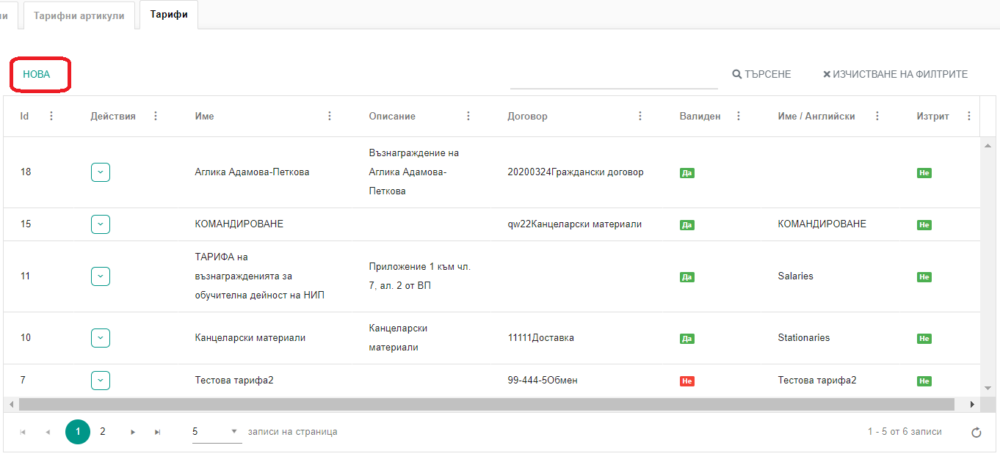 ли
Тарифни артикули
Тарифи
НОВА
ТЪРСЕНЕ
ИЗЧИСТВАНЕ НА ФИЛТРИТЕ
Id
Действия
Име
Описание
Договор
Валиден
Име / Английски
Изтрит
18
Аглика Адамова-Петкова
Възнаграждение на
Аглика Адамова-
Петкова
20200324Граждански договор
Да
Не
15
КОМАНДИРОВАНЕ
qw22Канцеларски материали
Да
КОМАНДИРОВАНЕ
Не
11
ТАРИФА на
възнагражденията за
обучителна дейност на НИП
Приложение 1 към чл.
7, ал. 2 от ВП
Да
Salaries
Не
10
Канцеларски материали
Канцеларски
материали
11111Доставка
Да
Stationaries
Не
7
Тестова тарифа2
99-444-5Обмен
Не
Тестова тарифа2
Не
1
2
5
записи на страница
1 - 5 от 6 записи